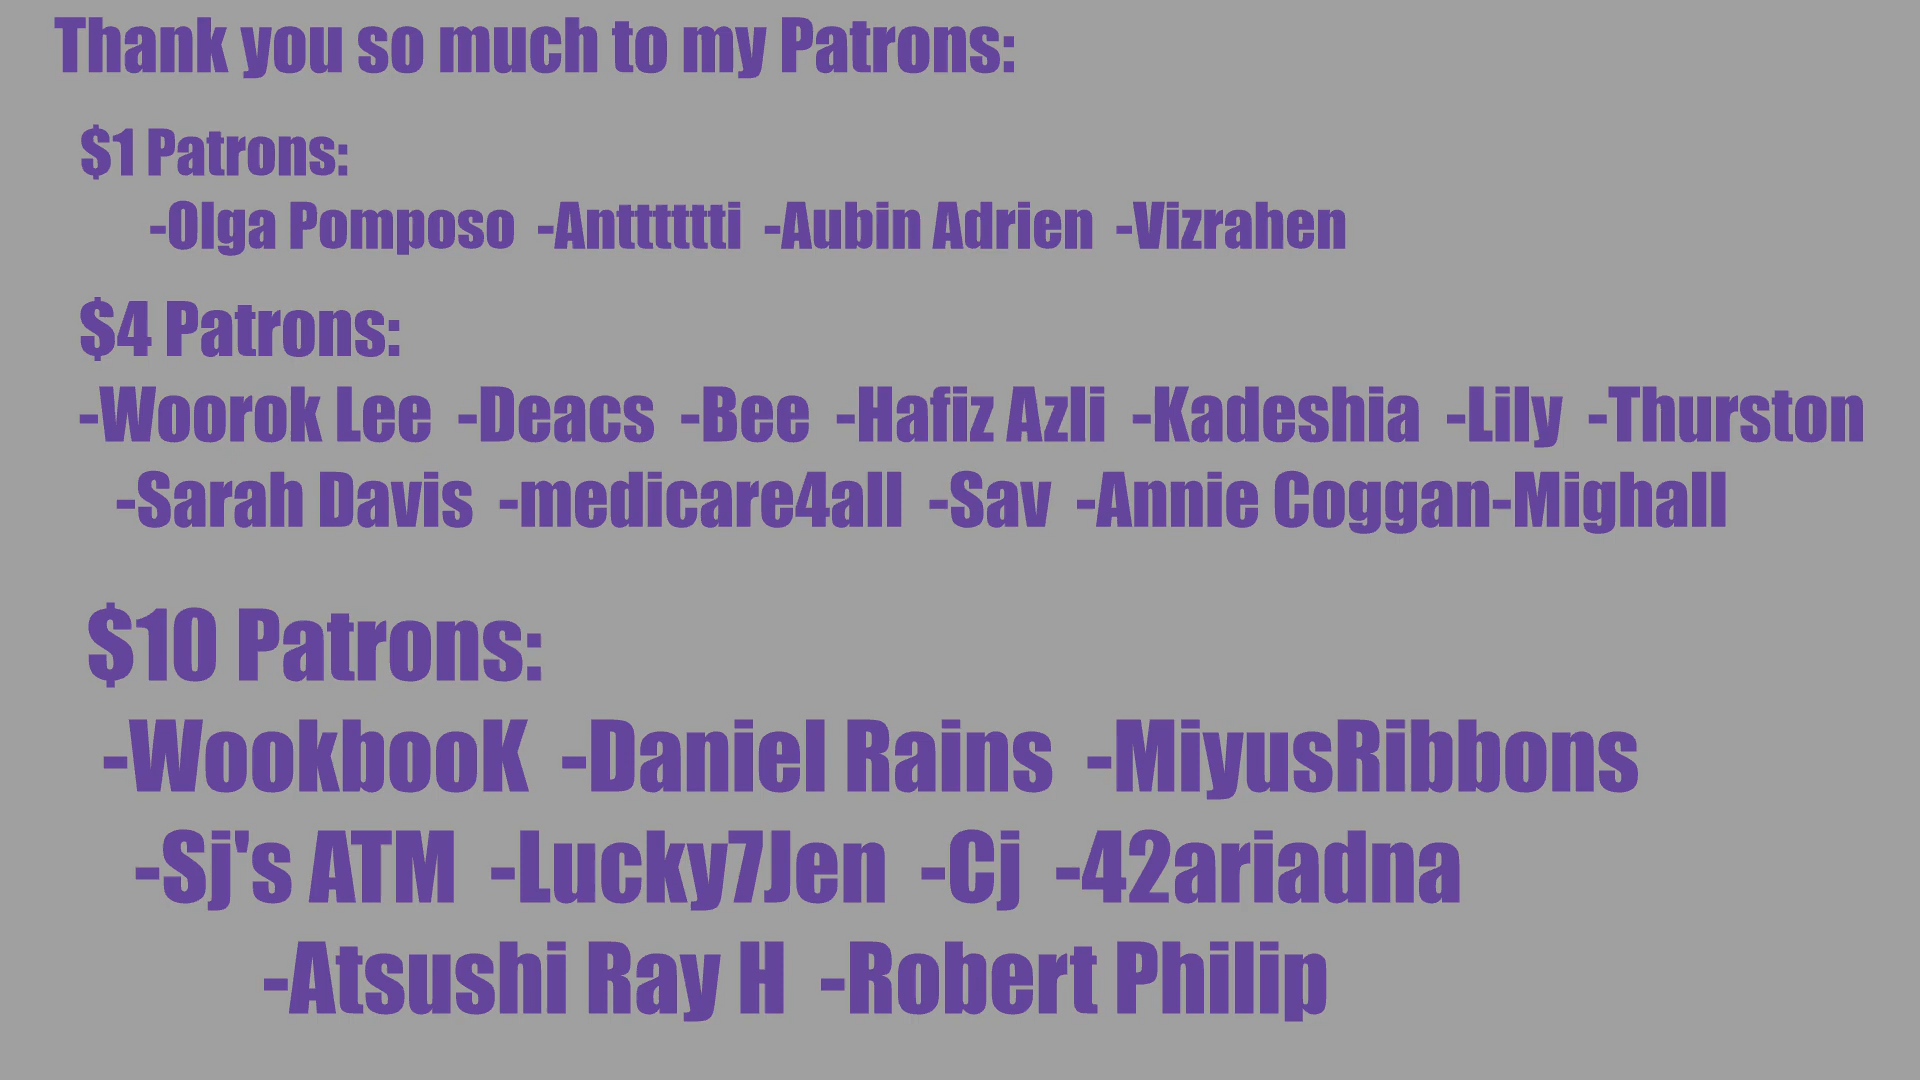 Thank you so much to my Patrons:
$1 Patrons:
-Olga Pomposo -Anttttttti -Aubin Adrien -Vizrahen
$4 Patrons:
-Woorok Lee -Deacs -Bee -Hafiz Azli -Kadeshia -Lily -Thurston
-Sarah Davis -medicare4all -Sav -Annie Coggan-Mighall
$10 Patrons:
-WookbooK -Daniel Rains -MiyusRibbons
-Sj's ATM -Lucky7Jen -Cj -42ariadna
-Atsushi Ray H -Robert Philip